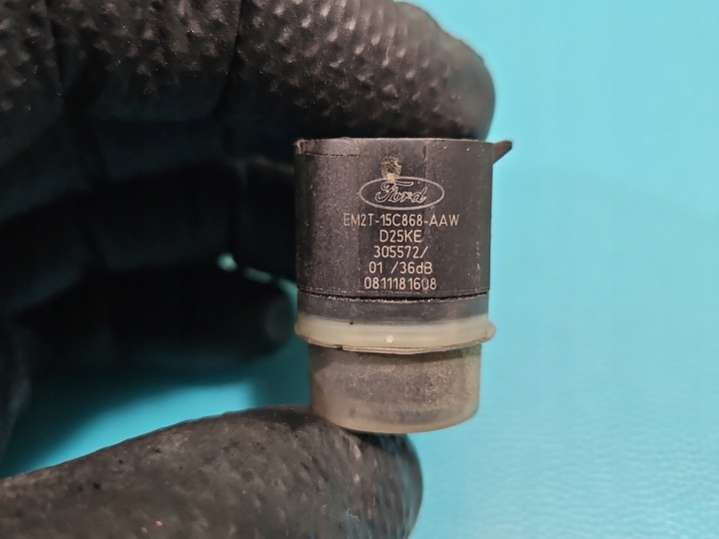 Ford
EM2T-15C868-AAW
D25KE
305572/
01 /36dB
0811181608